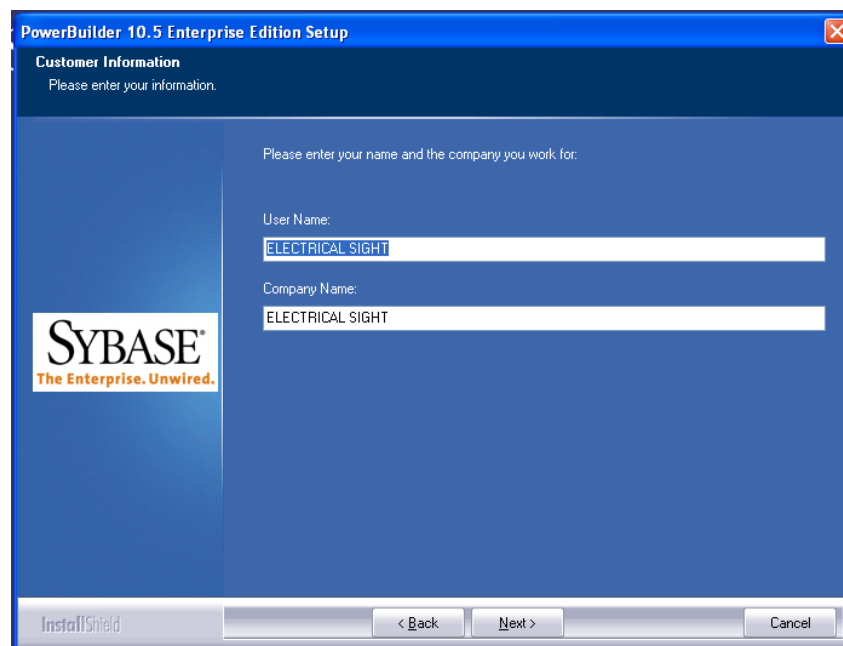 PowerBuilder 10.5 Enterprise Edition Setup
Customer Information
Please enter your information.
Please enter your name and the company you work for:
User Name:
ELECTRICAL SIGHT
Company Name:
ELECTRICAL SIGHT
SYBASE®
The Enterprise. Unwired.
InstallShield
< Back
Next >
Cancel